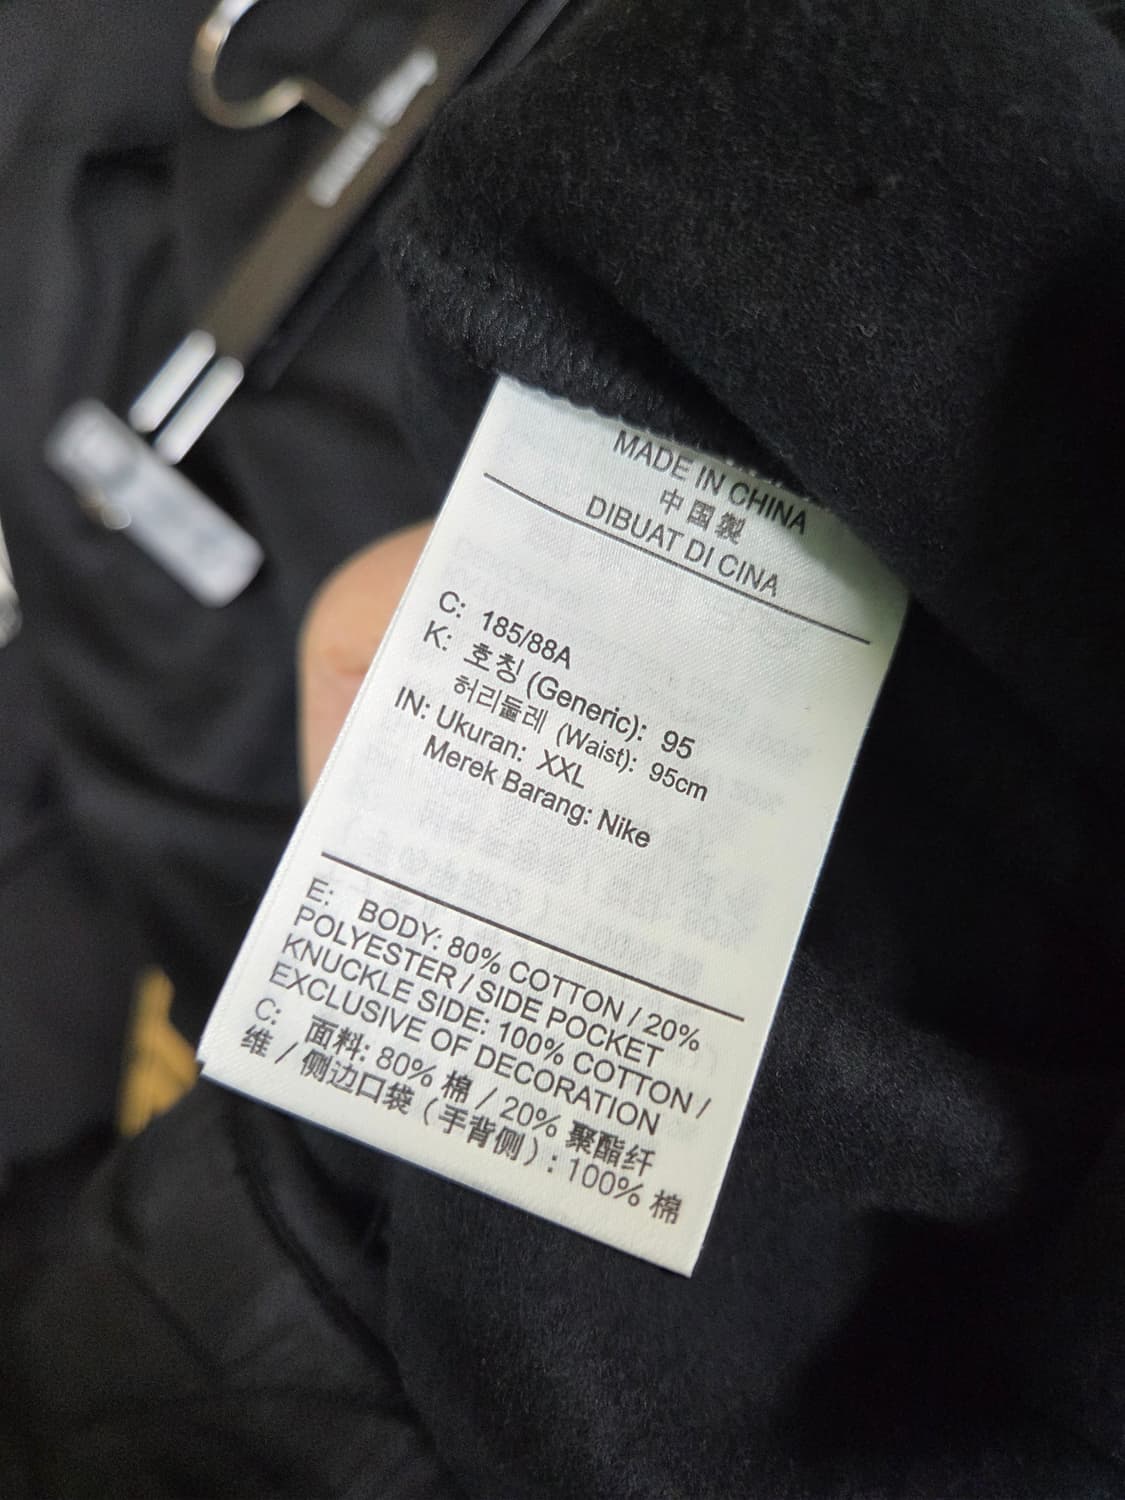 MADE IN CHINA
中国製
DIBUAT DI CINA
C: 185/88A
K: 호칭 (Generic): 95
허리둘레 (Waist): 95cm
IN: Ukuran: XXL
Merek Barang: Nike
E: BODY: 80% COTTON / 20%
POLYESTER / SIDE POCKET
KNUCKLE SIDE: 100% COTTON /
EXCLUSIVE OF DECORATION
C: 面料: 80% 棉 / 20% 聚酯纤
维 / 侧边口袋 (手背侧) : 100% 棉